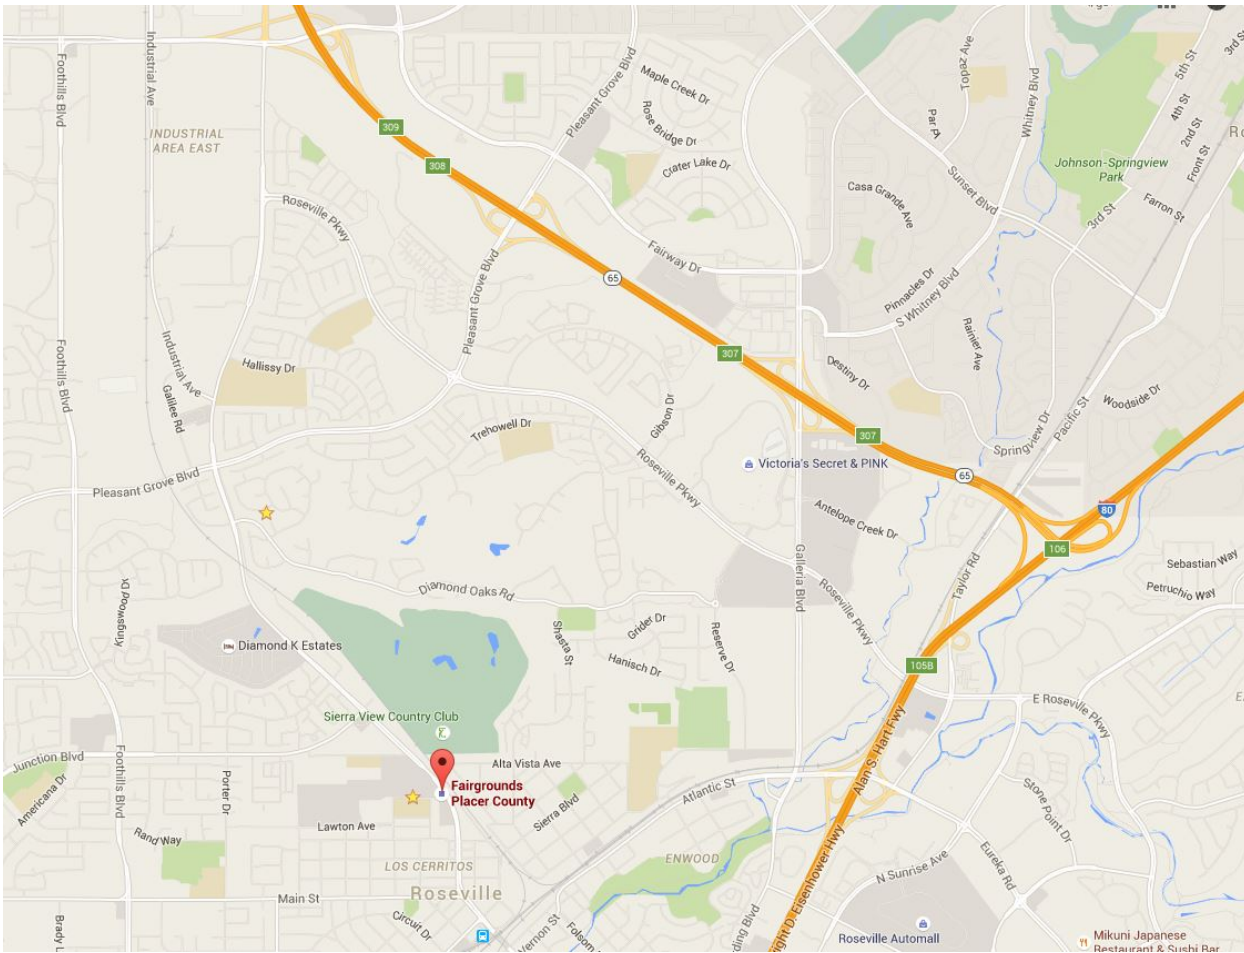 5th St
3rd St
Foothills Blvd
Industrial Ave
Pleasant Grove Blvd
Maple Creek Dr
Topaz Ave
Whitney Blvd
4th St
2nd St
Front St
INDUSTRIAL
AREA EAST
309
308
Rose Bridge Dr
Crater Lake Dr
Par Pl
Casa Grande Ave
Sunset Blvd
Johnson-Springview
Park
Farron St
3rd St
Roseville Pkwy
Fairway Dr
65
Pleasant Grove Blvd
Pinnacles Dr
S Whitney Blvd
Rainier Ave
307
Destiny Dr
Foothills Blvd
Industrial Ave
Hallissy Dr
Galilee Rd
Woodside Dr
Gibson Dr
Trehowell Dr
307
Springview Dr
Pacific St
Victoria's Secret & PINK
65
Roseville Pkwy
Pleasant Grove Blvd
Antelope Creek Dr
80
106
Galleria Blvd
Taylor Rd
Sebastian Way
Petruchio Way
Kingswood Dr
Diamond Oaks Rd
Roseville Pkwy
Diamond K Estates
Shasta St
Grider Dr
Hanisch Dr
Reserve Dr
105B
Sierra View Country Club
E Roseville Pkwy
Alan S. Hart Fwy
Junction Blvd
Foothills Blvd
Americana Dr
Porter Dr
Alta Vista Ave
Fairgrounds
Placer County
Atlantic St
Sierra Blvd
Stone Point Dr
Lawton Ave
Rand Way
LOS CERRITOS
ENWOOD
N Sunrise Ave
Eureka Rd
ight D. Eisenhower Hwy
Roseville
Main St
Circuit Dr
Vernon St
Folsom
ding Blvd
Brady L
Roseville Automall
Mikuni Japanese
Restaurant & Sushi Bar